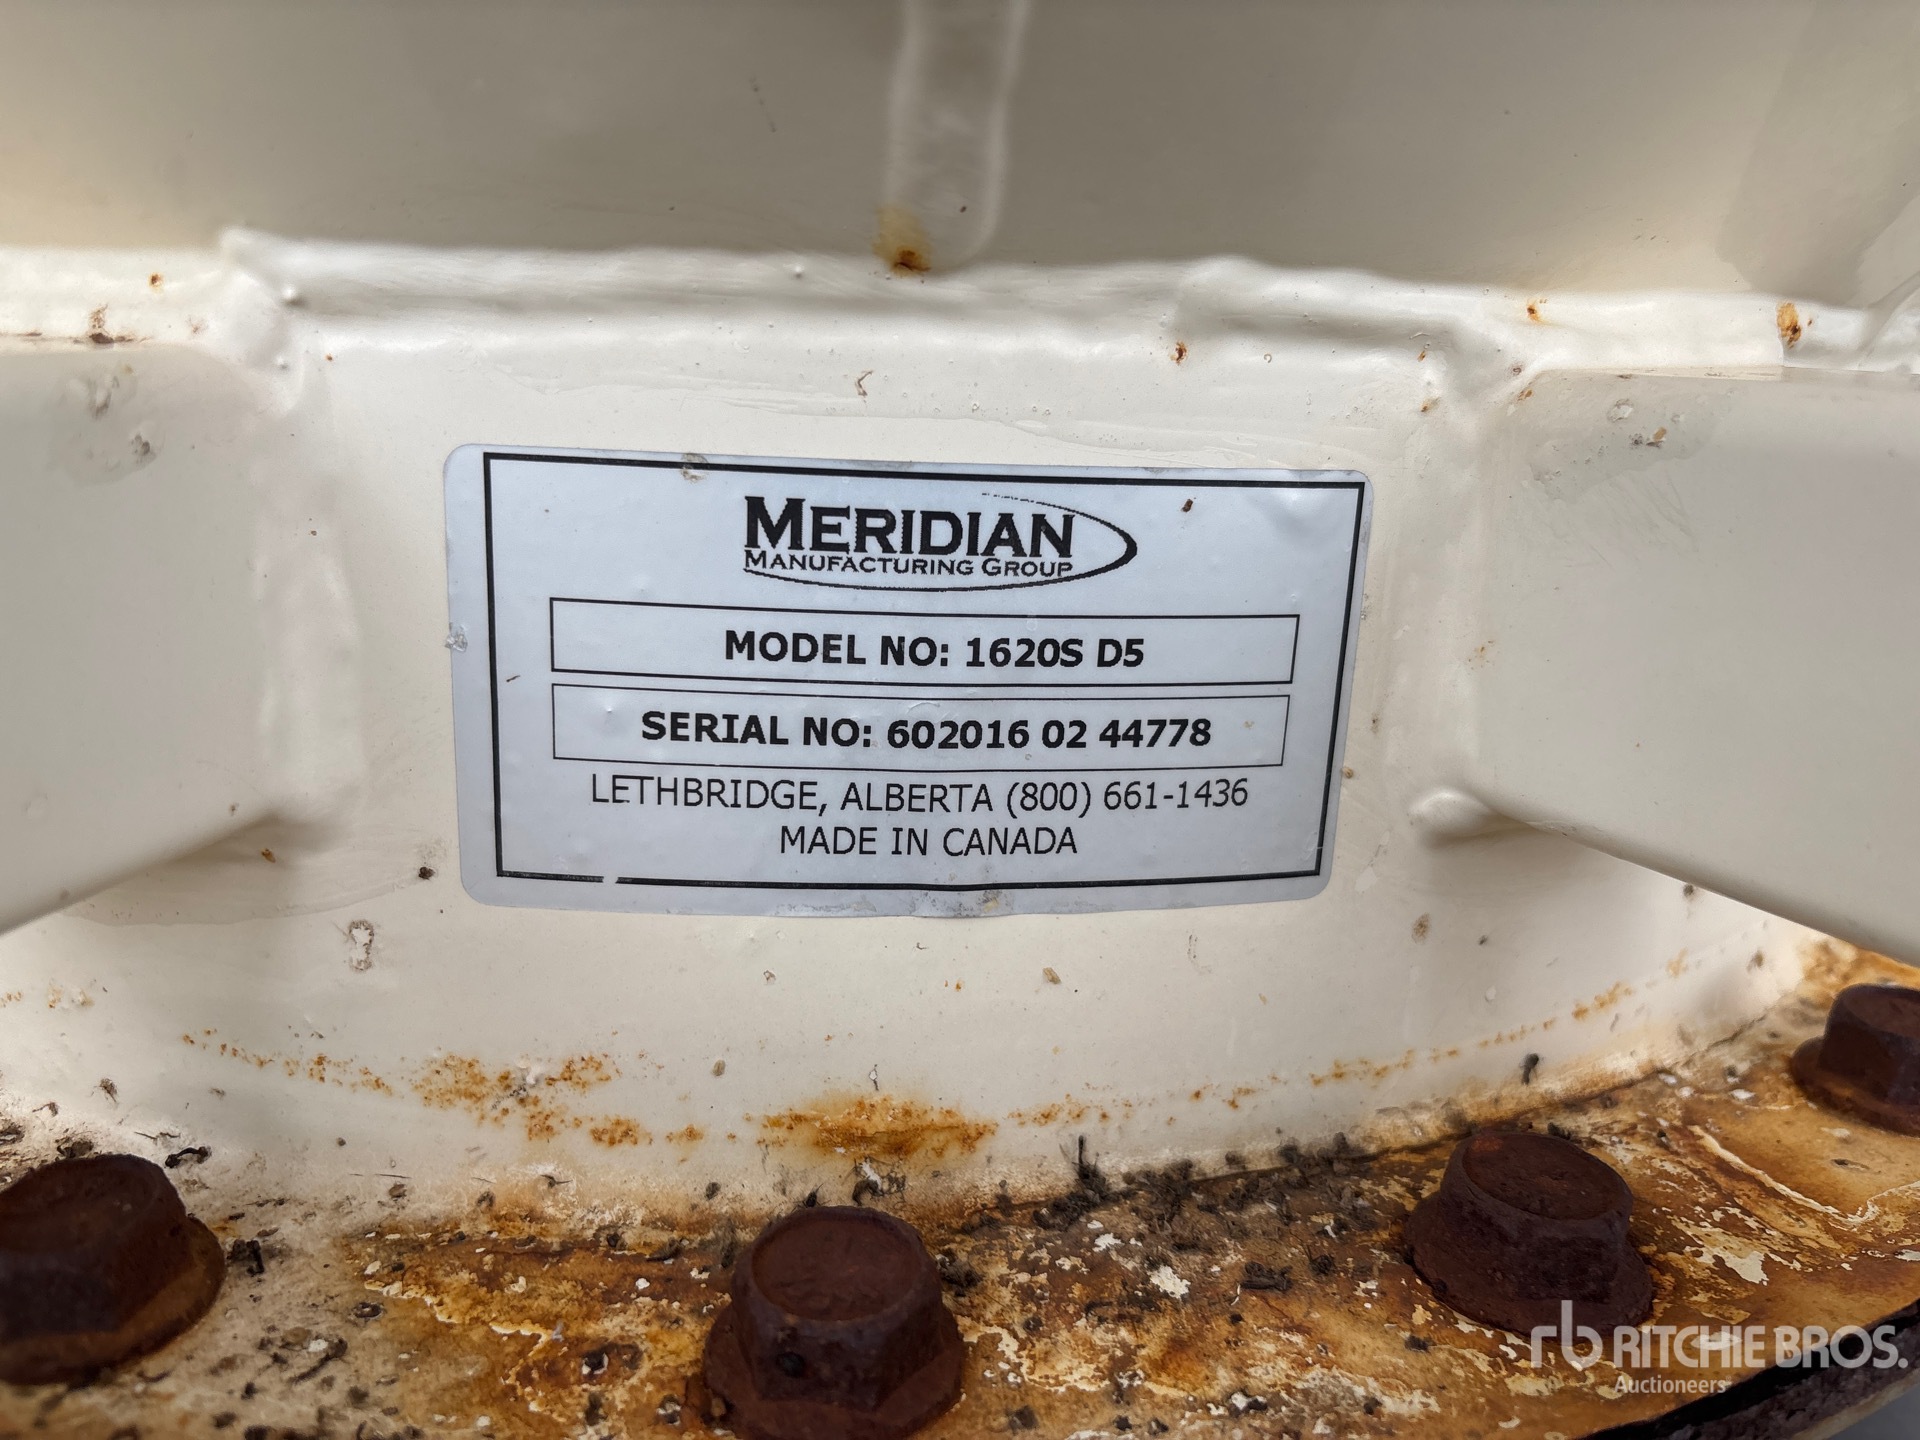 MERIDIAN
MANUFACTURING GROUP
MODEL NO: 1620S D5
SERIAL NO: 602016 02 44778
LETHBRIDGE, ALBERTA (800) 661-1436
MADE IN CANADA
rb RITCHIE BROS.
Auctioneers